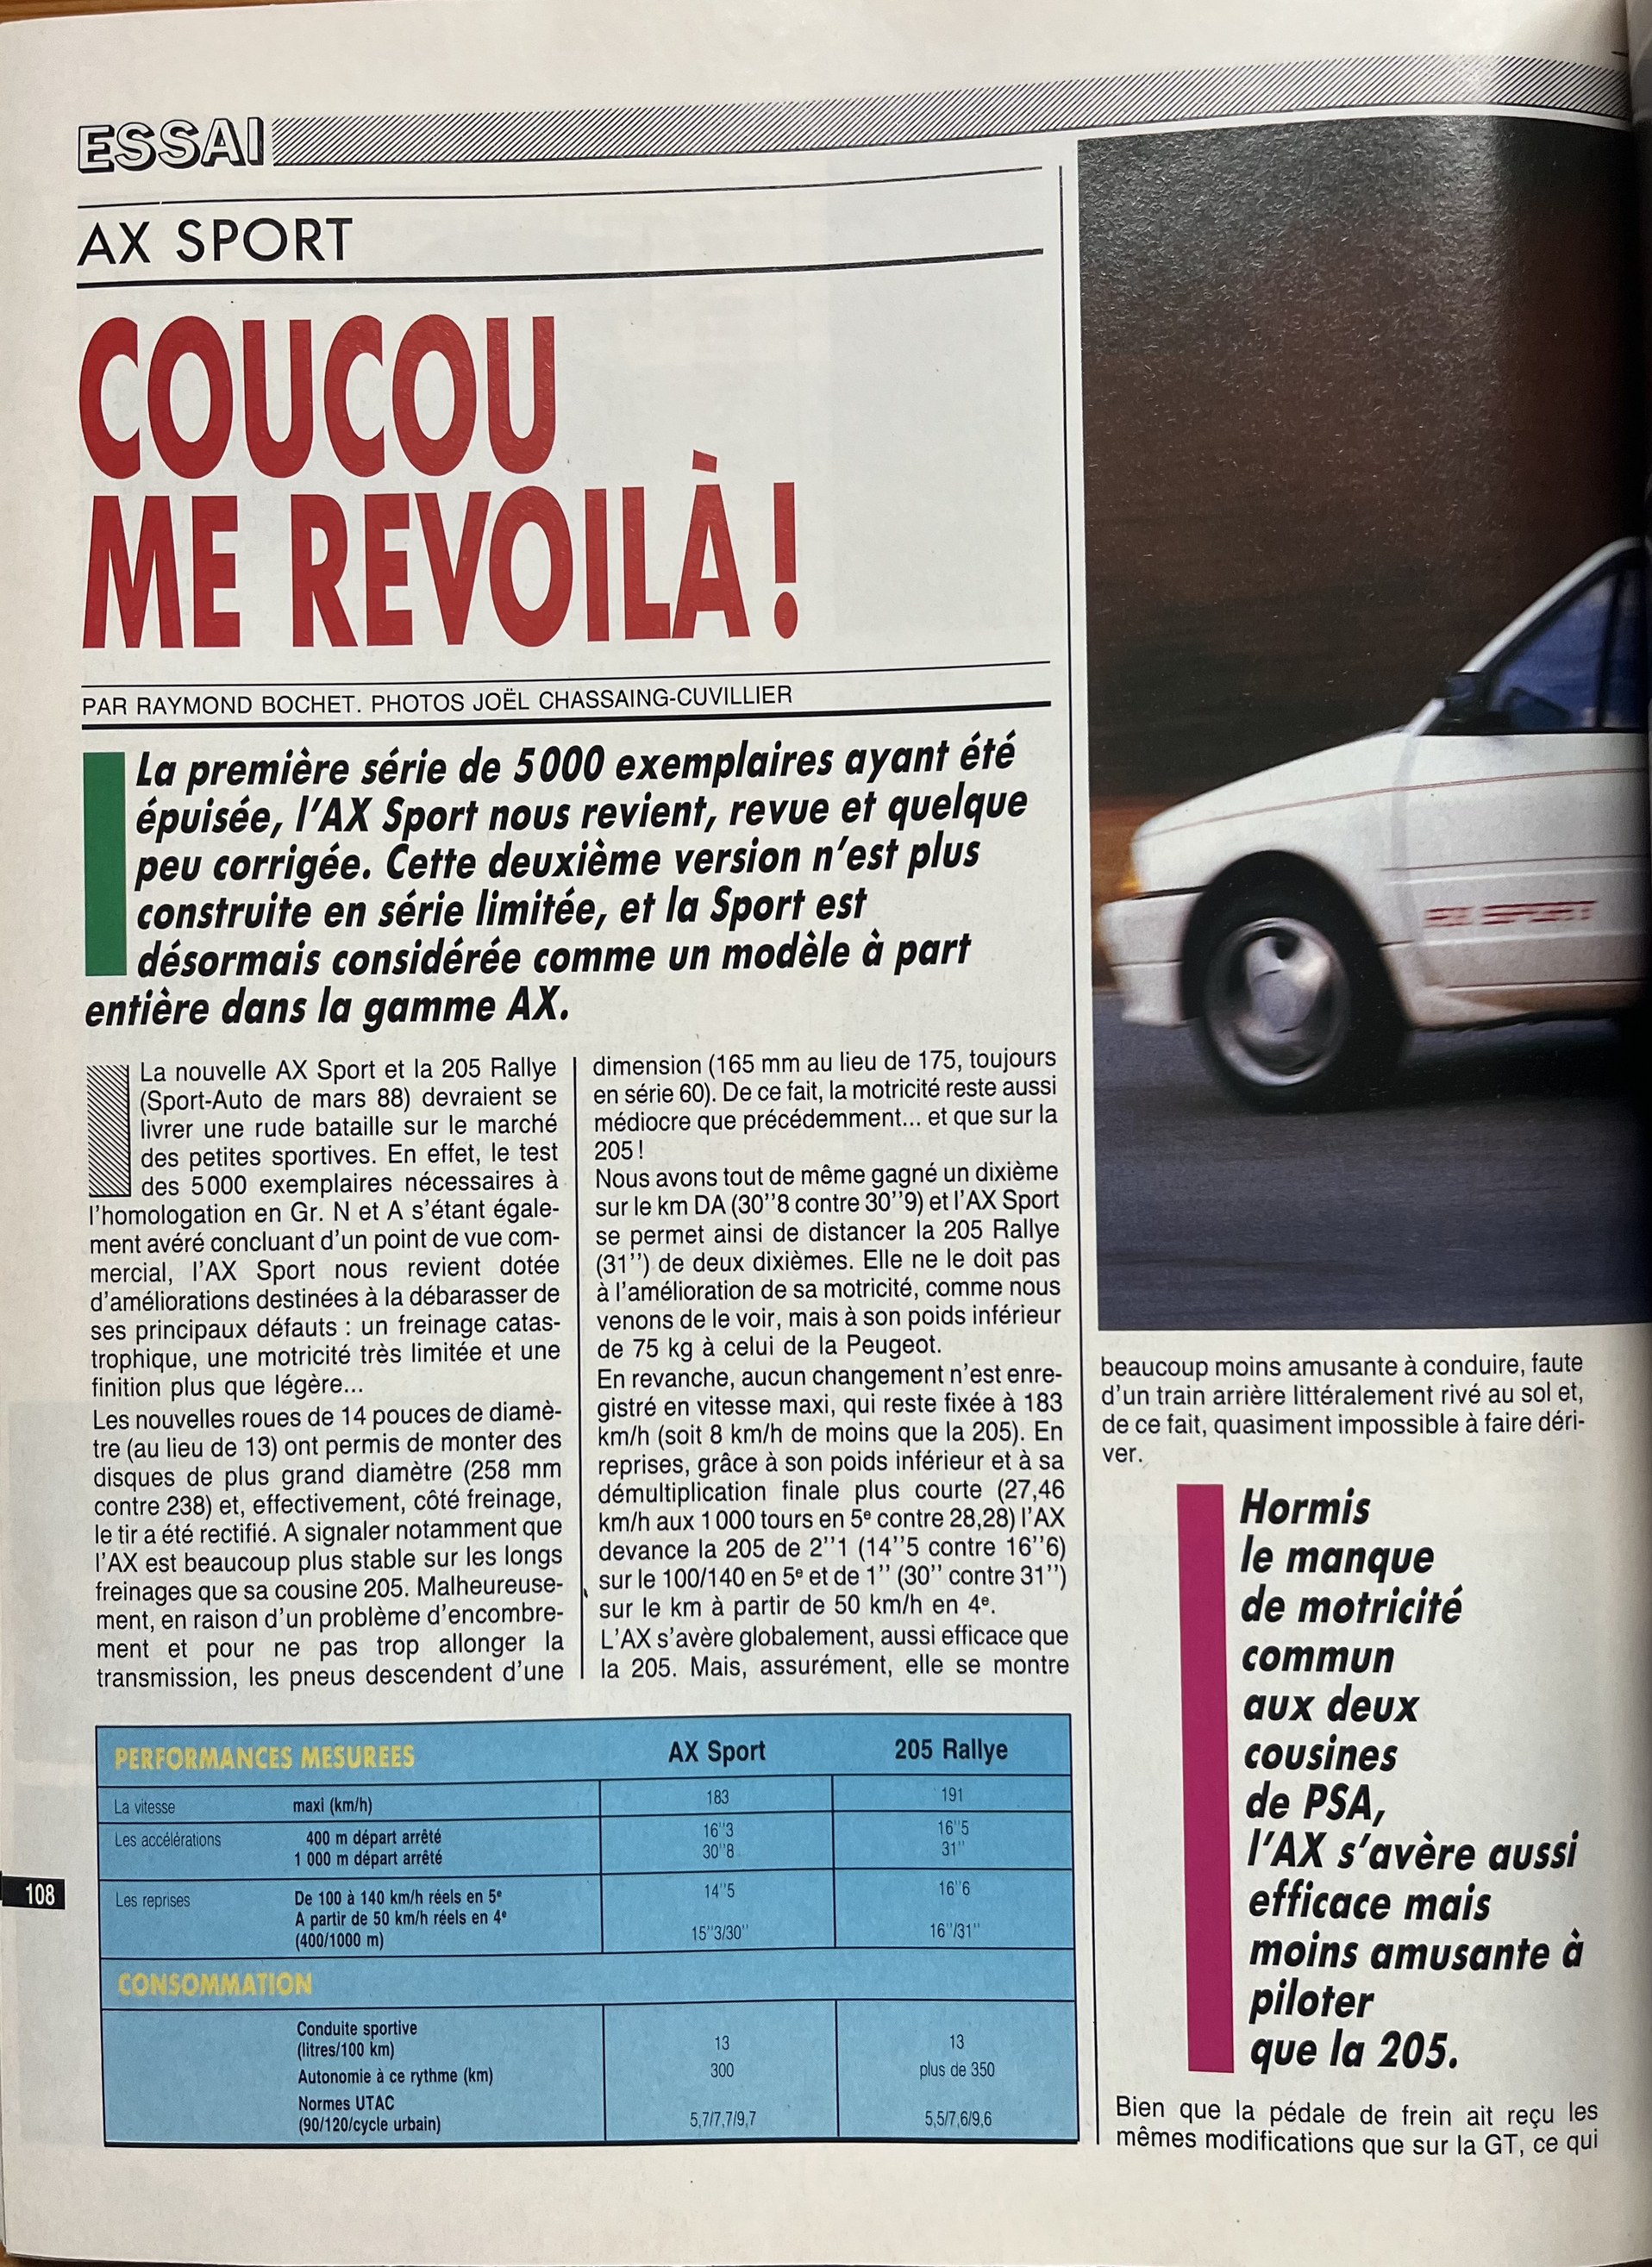 ESSAI
AX SPORT
COUCOU
ME REVOILÀ !
PAR RAYMOND BOCHET. PHOTOS JOËL CHASSAING-CUVILLIER
La première série de 5 000 exemplaires ayant été
épuisée, l'AX Sport nous revient, revue et quelque
peu corrigée. Cette deuxième version n'est plus
construite en série limitée, et la Sport est
désormais considérée comme un modèle à part
entière dans la gamme AX.
La nouvelle AX Sport et la 205 Rallye
(Sport-Auto de mars 88) devraient se
livrer une rude bataille sur le marché
des petites sportives. En effet, le test
des 5 000 exemplaires nécessaires à
l'homologation en Gr. N et A s'étant égale-
ment avéré concluant d'un point de vue com-
mercial, l'AX Sport nous revient dotée
d'améliorations destinées à la débarasser de
ses principaux défauts : un freinage catas-
trophique, une motricité très limitée et une
finition plus que légère...
Les nouvelles roues de 14 pouces de diamè-
tre (au lieu de 13) ont permis de monter des
disques de plus grand diamètre (258 mm
contre 238) et, effectivement, côté freinage,
le tir a été rectifié. A signaler notamment que
l'AX est beaucoup plus stable sur les longs
freinages que sa cousine 205. Malheureuse-
ment, en raison d'un problème d'encombre-
ment et pour ne pas trop allonger la
transmission, les pneus descendent d'une
dimension (165 mm au lieu de 175, toujours
en série 60). De ce fait, la motricité reste aussi
médiocre que précédemment... et que sur la
205 !
Nous avons tout de même gagné un dixième
sur le km DA (30''8 contre 30''9) et l'AX Sport
se permet ainsi de distancer la 205 Rallye
(31'') de deux dixièmes. Elle ne le doit pas
à l'amélioration de sa motricité, comme nous
venons de le voir, mais à son poids inférieur
de 75 kg à celui de la Peugeot.
En revanche, aucun changement n'est enre-
gistré en vitesse maxi, qui reste fixée à 183
km/h (soit 8 km/h de moins que la 205). En
reprises, grâce à son poids inférieur et à sa
démultiplication finale plus courte (27,46
km/h aux 1 000 tours en 5e contre 28,28) l'AX
devance la 205 de 2''1 (14''5 contre 16''6)
sur le 100/140 en 5e et de 1'' (30'' contre 31'')
sur le km à partir de 50 km/h en 4e.
L'AX s'avère globalement, aussi efficace que
la 205. Mais, assurément, elle se montre
AX SPORT
beaucoup moins amusante à conduire, faute
d'un train arrière littéralement rivé au sol et,
de ce fait, quasiment impossible à faire déri-
ver.
Hormis
le manque
de motricité
commun
aux deux
cousines
de PSA,
l'AX s'avère aussi
efficace mais
moins amusante à
piloter
que la 205.
Bien que la pédale de frein ait reçu les
mêmes modifications que sur la GT, ce qui
PERFORMANCES MESUREES AX Sport 205 Rallye
La vitesse maxi (km/h) 183 191
Les accélérations 400 m départ arrêté 16''3 16''5
1 000 m départ arrêté 30''8 31''
Les reprises De 100 à 140 km/h réels en 5e 14''5 16''6
A partir de 50 km/h réels en 4e
(400/1000 m) 15''3/30'' 16''/31''
CONSOMMATION
Conduite sportive
(litres/100 km) 13 13
Autonomie à ce rythme (km) 300 plus de 350
Normes UTAC
(90/120/cycle urbain) 5,7/7,7/9,7 5,5/7,6/9,6
108